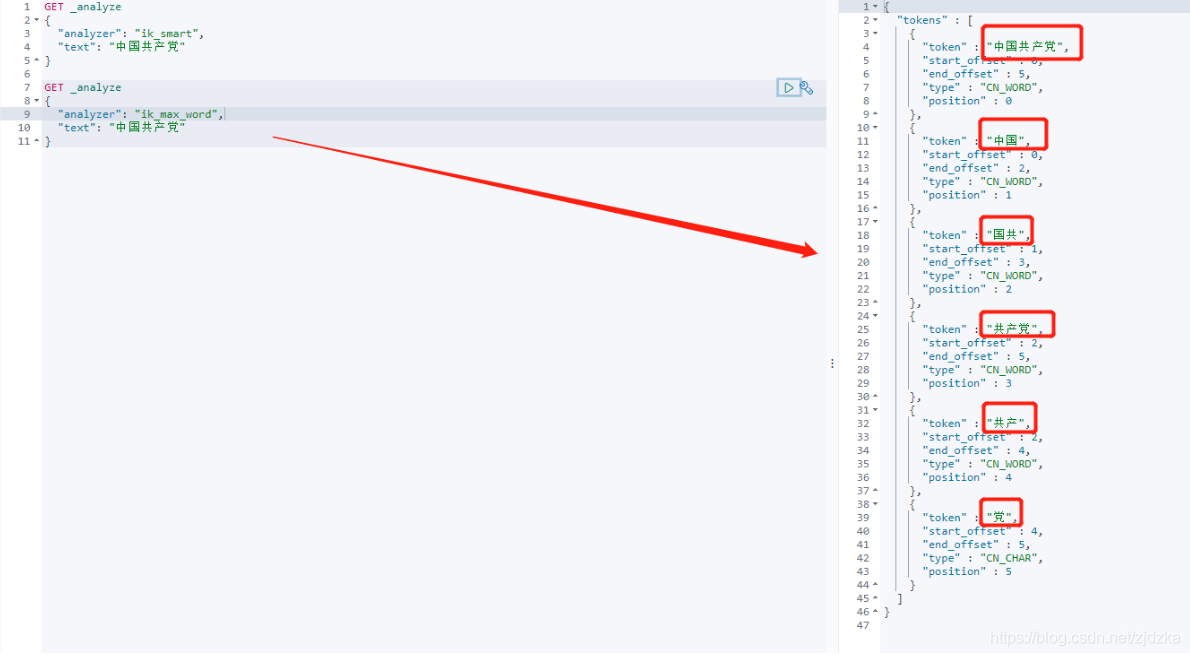 1 GET _analyze
2 {
3 "analyzer": "ik_smart",
4 "text": "中国共产党"
5 }
6
7 GET _analyze
8 {
9 "analyzer": "ik_max_word",
10 "text": "中国共产党"
11 }
1 {
2 "tokens" : [
3 {
4 "token" : "中国共产党",
5 "start_offset" : 0,
6 "end_offset" : 5,
7 "type" : "CN_WORD",
8 "position" : 0
9 },
10 {
11 "token" : "中国",
12 "start_offset" : 0,
13 "end_offset" : 2,
14 "type" : "CN_WORD",
15 "position" : 1
16 },
17 {
18 "token" : "国共",
19 "start_offset" : 1,
20 "end_offset" : 3,
21 "type" : "CN_WORD",
22 "position" : 2
23 },
24 {
25 "token" : "共产党",
26 "start_offset" : 2,
27 "end_offset" : 5,
28 "type" : "CN_WORD",
29 "position" : 3
30 },
31 {
32 "token" : "共产",
33 "start_offset" : 2,
34 "end_offset" : 4,
35 "type" : "CN_WORD",
36 "position" : 4
37 },
38 {
39 "token" : "党",
40 "start_offset" : 4,
41 "end_offset" : 5,
42 "type" : "CN_CHAR",
43 "position" : 5
44 }
45 ]
46 }
47
https://blog.csdn.net/zjdzka